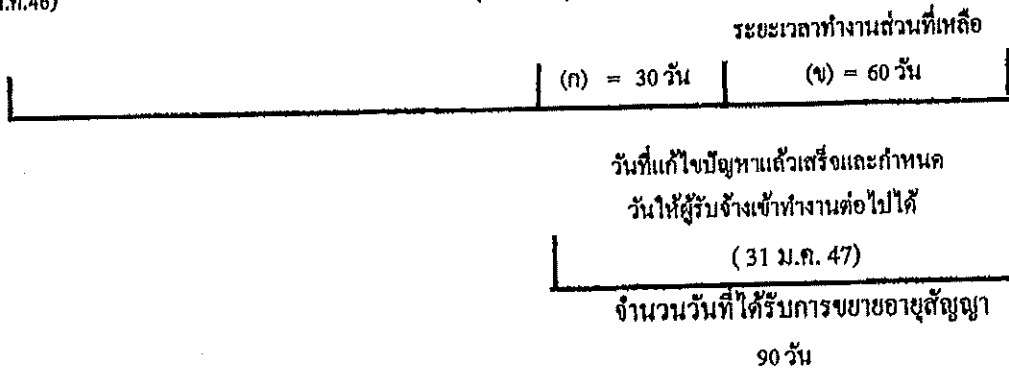 ระยะเวลาทำงานส่วนที่เหลือ
(ก) = 30 วัน (ข) = 60 วัน
วันที่แก้ไขปัญหาแล้วเสร็จและกำหนด
วันให้ผู้รับจ้างเข้าทำงานต่อไปได้
( 31 ม.ค. 47)
จำนวนวันที่ได้รับการขยายอายุสัญญา
90 วัน